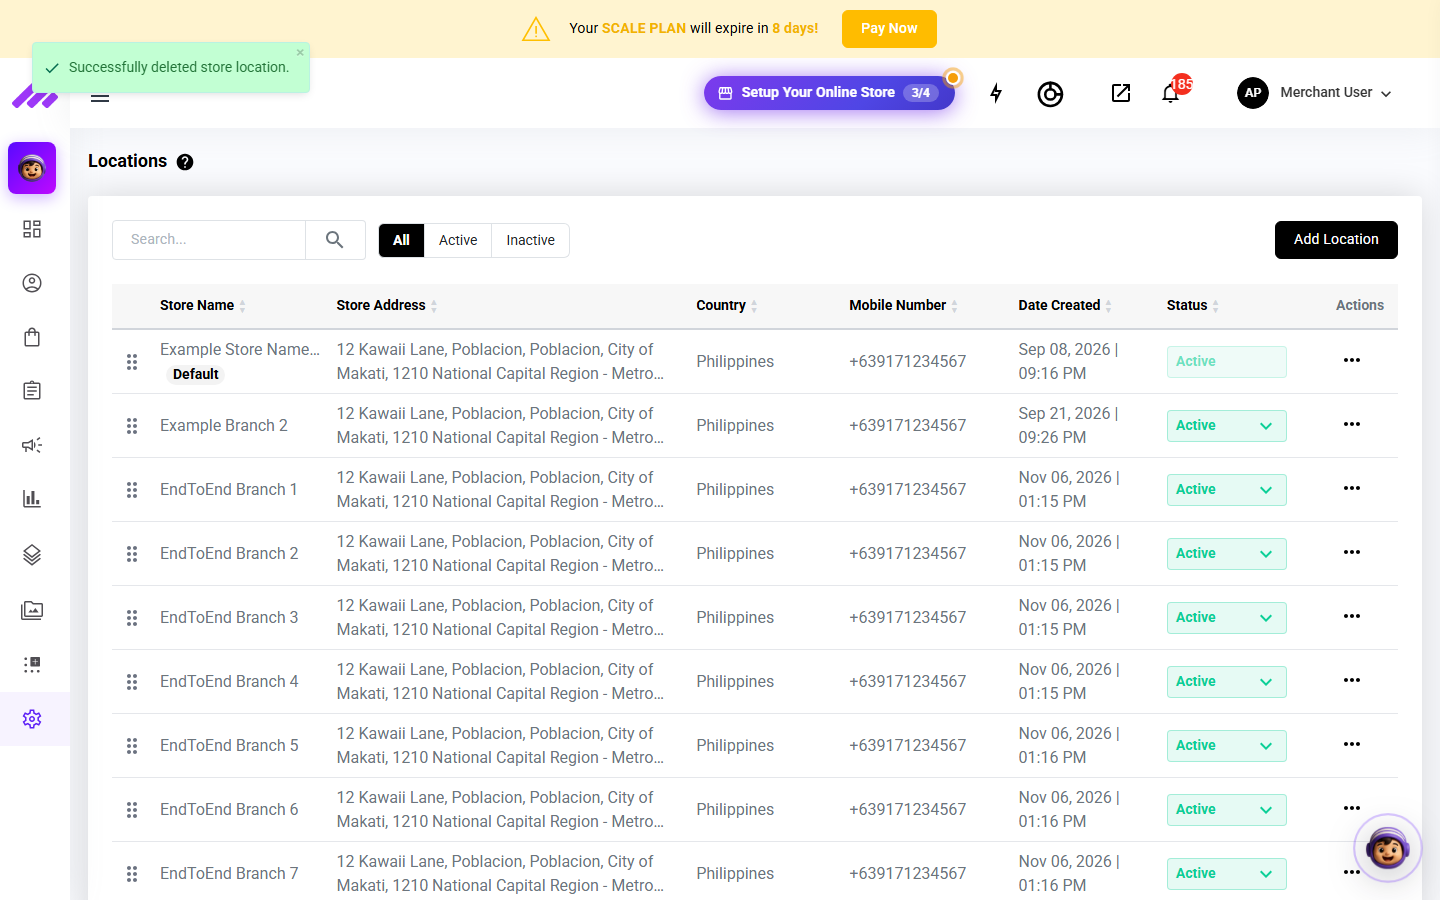 Your SCALE PLAN will expire in 8 days!
Pay Now
Successfully deleted store location.
×
Setup Your Online Store 3/4
185
AP
Merchant User
Locations
?
Search...
All
Active
Inactive
Add Location
Store Name Store Address Country Mobile Number Date Created Status Actions
Example Store Name... 12 Kawaii Lane, Poblacion, Poblacion, City of Philippines +639171234567 Sep 08, 2026 | Active
Default Makati, 1210 National Capital Region - Metro... 09:16 PM
Example Branch 2 12 Kawaii Lane, Poblacion, Poblacion, City of Philippines +639171234567 Sep 21, 2026 | Active
Makati, 1210 National Capital Region - Metro... 09:26 PM
EndToEnd Branch 1 12 Kawaii Lane, Poblacion, Poblacion, City of Philippines +639171234567 Nov 06, 2026 | Active
Makati, 1210 National Capital Region - Metro... 01:15 PM
EndToEnd Branch 2 12 Kawaii Lane, Poblacion, Poblacion, City of Philippines +639171234567 Nov 06, 2026 | Active
Makati, 1210 National Capital Region - Metro... 01:15 PM
EndToEnd Branch 3 12 Kawaii Lane, Poblacion, Poblacion, City of Philippines +639171234567 Nov 06, 2026 | Active
Makati, 1210 National Capital Region - Metro... 01:15 PM
EndToEnd Branch 4 12 Kawaii Lane, Poblacion, Poblacion, City of Philippines +639171234567 Nov 06, 2026 | Active
Makati, 1210 National Capital Region - Metro... 01:15 PM
EndToEnd Branch 5 12 Kawaii Lane, Poblacion, Poblacion, City of Philippines +639171234567 Nov 06, 2026 | Active
Makati, 1210 National Capital Region - Metro... 01:16 PM
EndToEnd Branch 6 12 Kawaii Lane, Poblacion, Poblacion, City of Philippines +639171234567 Nov 06, 2026 | Active
Makati, 1210 National Capital Region - Metro... 01:16 PM
EndToEnd Branch 7 12 Kawaii Lane, Poblacion, Poblacion, City of Philippines +639171234567 Nov 06, 2026 | Active
Makati, 1210 National Capital Region - Metro... 01:16 PM